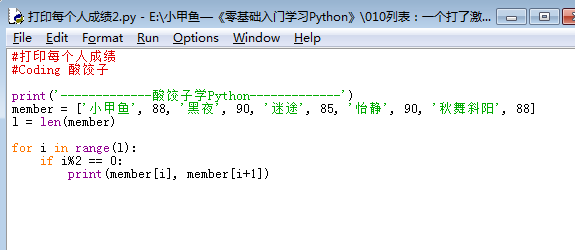 打印每个人成绩2.py - E:\小甲鱼—《零基础入门学习Python》\010列表：一个打了激...
File Edit Format Run Options Window Help
#打印每个人成绩
#Coding 酸饺子
print('-------------酸饺子学Python-------------')
member = ['小甲鱼', 88, '黑夜', 90, '迷途', 85, '怡静', 90, '秋舞斜阳', 88]
l = len(member)
for i in range(l):
    if i%2 == 0:
        print(member[i], member[i+1])